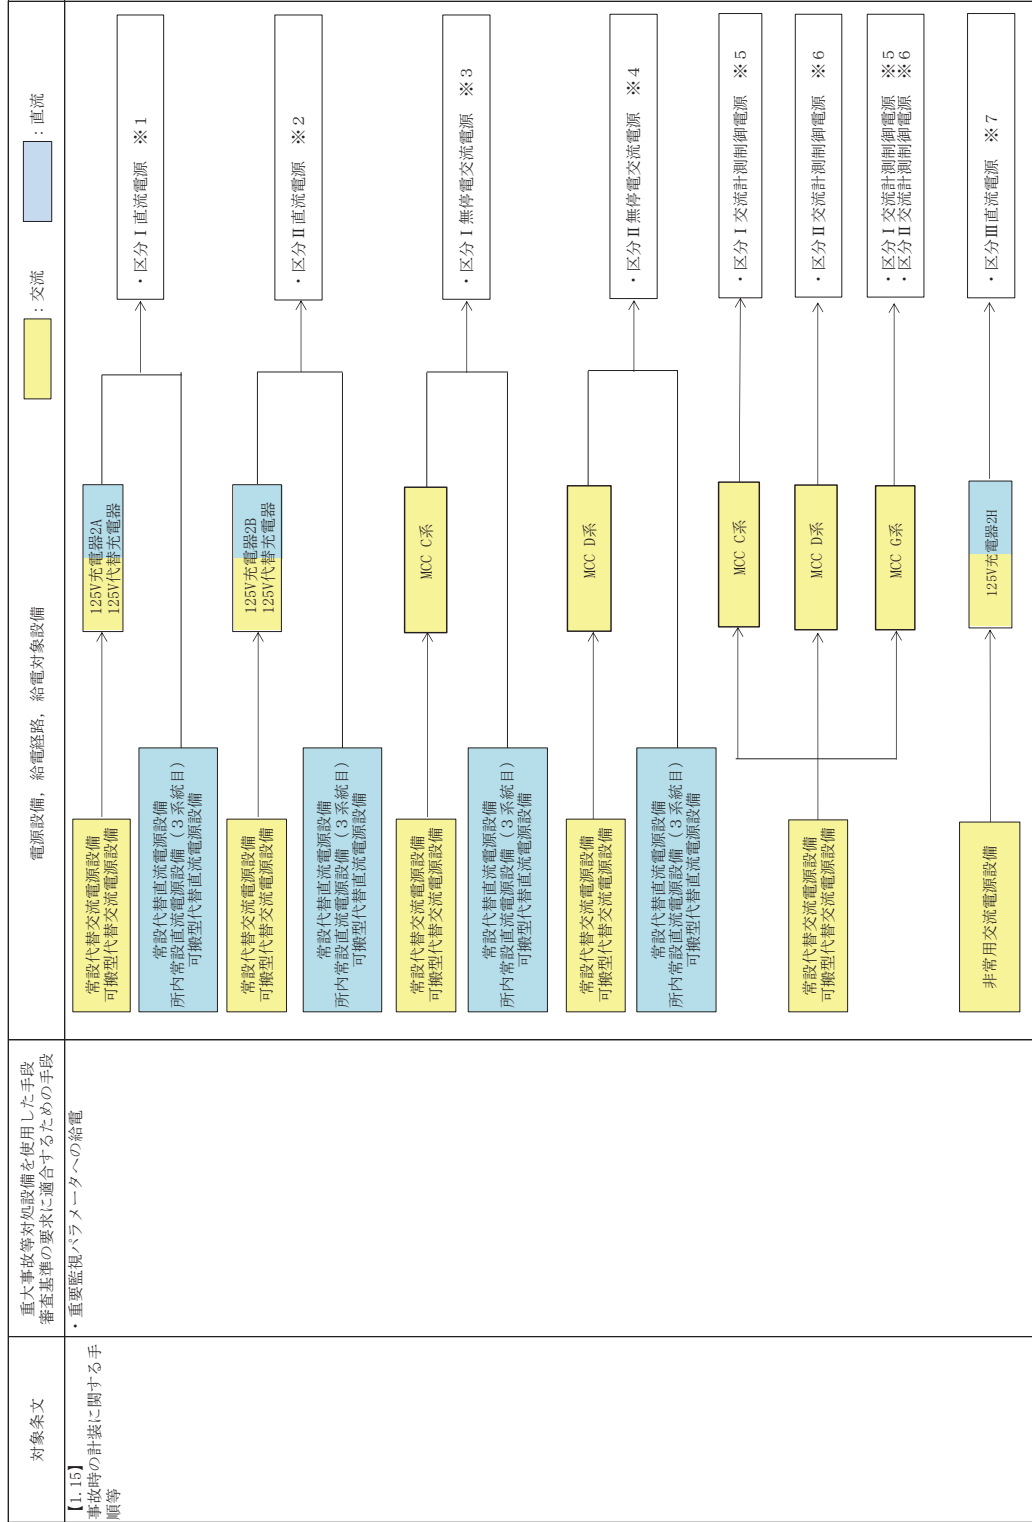 対象条文
重大事故等対処設備を使用した手段
審査基準の要求に適合するための手段
電源設備，給電経路，給電対象設備
：交流
：直流
【1.15】
事故時の計装に関する手
順等
・重要監視パラメータへの給電
常設代替交流電源設備
可搬型代替交流電源設備
125V充電器2A
125V代替充電器
常設代替直流電源設備
所内常設直流電源設備（３系統目）
可搬型代替直流電源設備
・区分Ⅰ直流電源　※１
常設代替交流電源設備
可搬型代替交流電源設備
125V充電器2B
125V代替充電器
常設代替直流電源設備
所内常設直流電源設備（３系統目）
可搬型代替直流電源設備
・区分Ⅱ直流電源　※２
常設代替交流電源設備
可搬型代替交流電源設備
MCC C系
常設代替直流電源設備
所内常設直流電源設備（３系統目）
可搬型代替直流電源設備
・区分Ⅰ無停電交流電源　※３
常設代替交流電源設備
可搬型代替交流電源設備
MCC D系
常設代替直流電源設備
所内常設直流電源設備（３系統目）
可搬型代替直流電源設備
・区分Ⅱ無停電交流電源　※４
常設代替交流電源設備
可搬型代替交流電源設備
MCC C系
・区分Ⅰ交流計測制御電源　※５
MCC D系
・区分Ⅱ交流計測制御電源　※６
MCC G系
・区分Ⅰ交流計測制御電源　※５
・区分Ⅱ交流計測制御電源　※６
非常用交流電源設備
125V充電器2H
・区分Ⅲ直流電源　※７